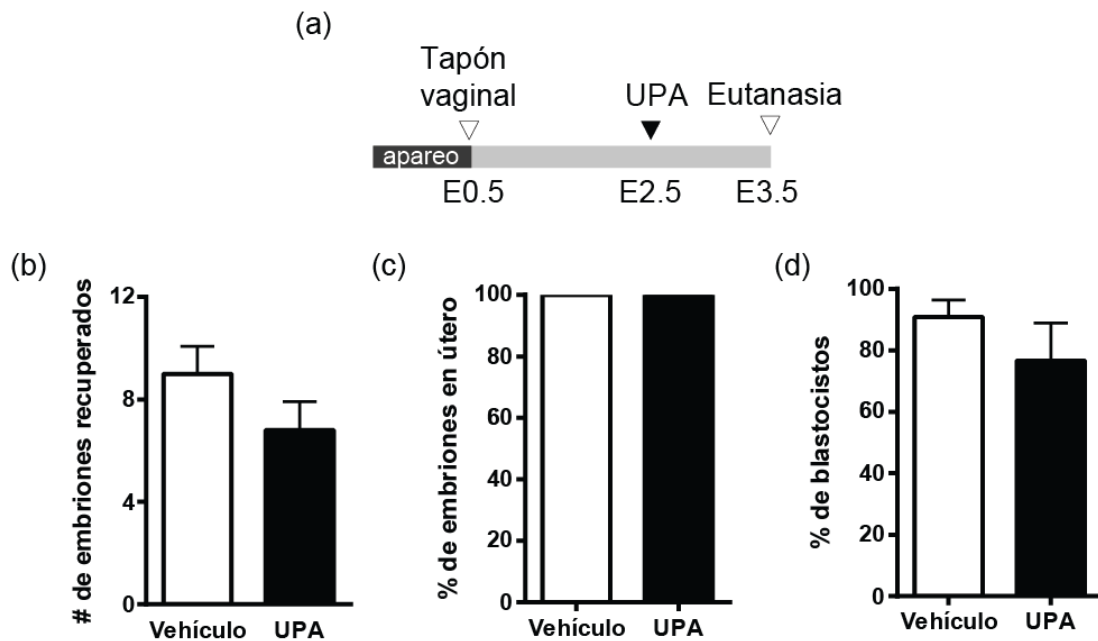 (a)
Tapón
vaginal
UPA
Eutanasia
apareo
E0.5
E2.5
E3.5
(b)
# de embriones recuperados
12
8
4
0
Vehículo
UPA
(c)
% de embriones en útero
100
80
60
40
20
0
Vehículo
UPA
(d)
% de blastocistos
100
80
60
40
20
0
Vehículo
UPA